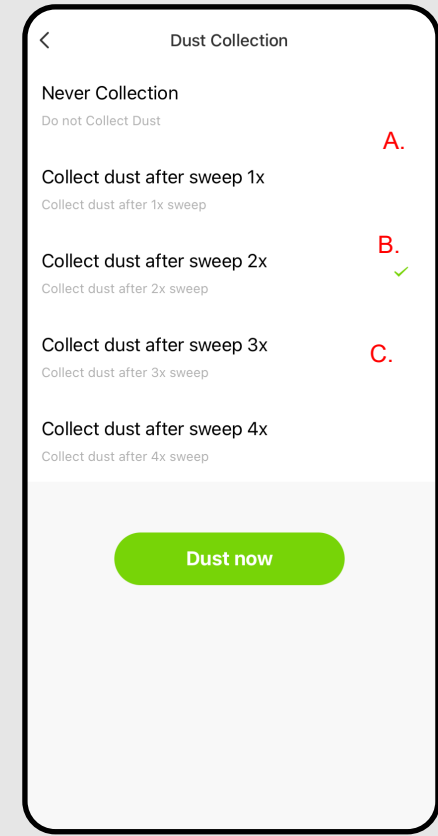 Dust Collection
Never Collection
Do not Collect Dust
A.
Collect dust after sweep 1x
Collect dust after 1x sweep
B.
Collect dust after sweep 2x
Collect dust after 2x sweep
Collect dust after sweep 3x
C.
Collect dust after 3x sweep
Collect dust after sweep 4x
Collect dust after 4x sweep
Dust now